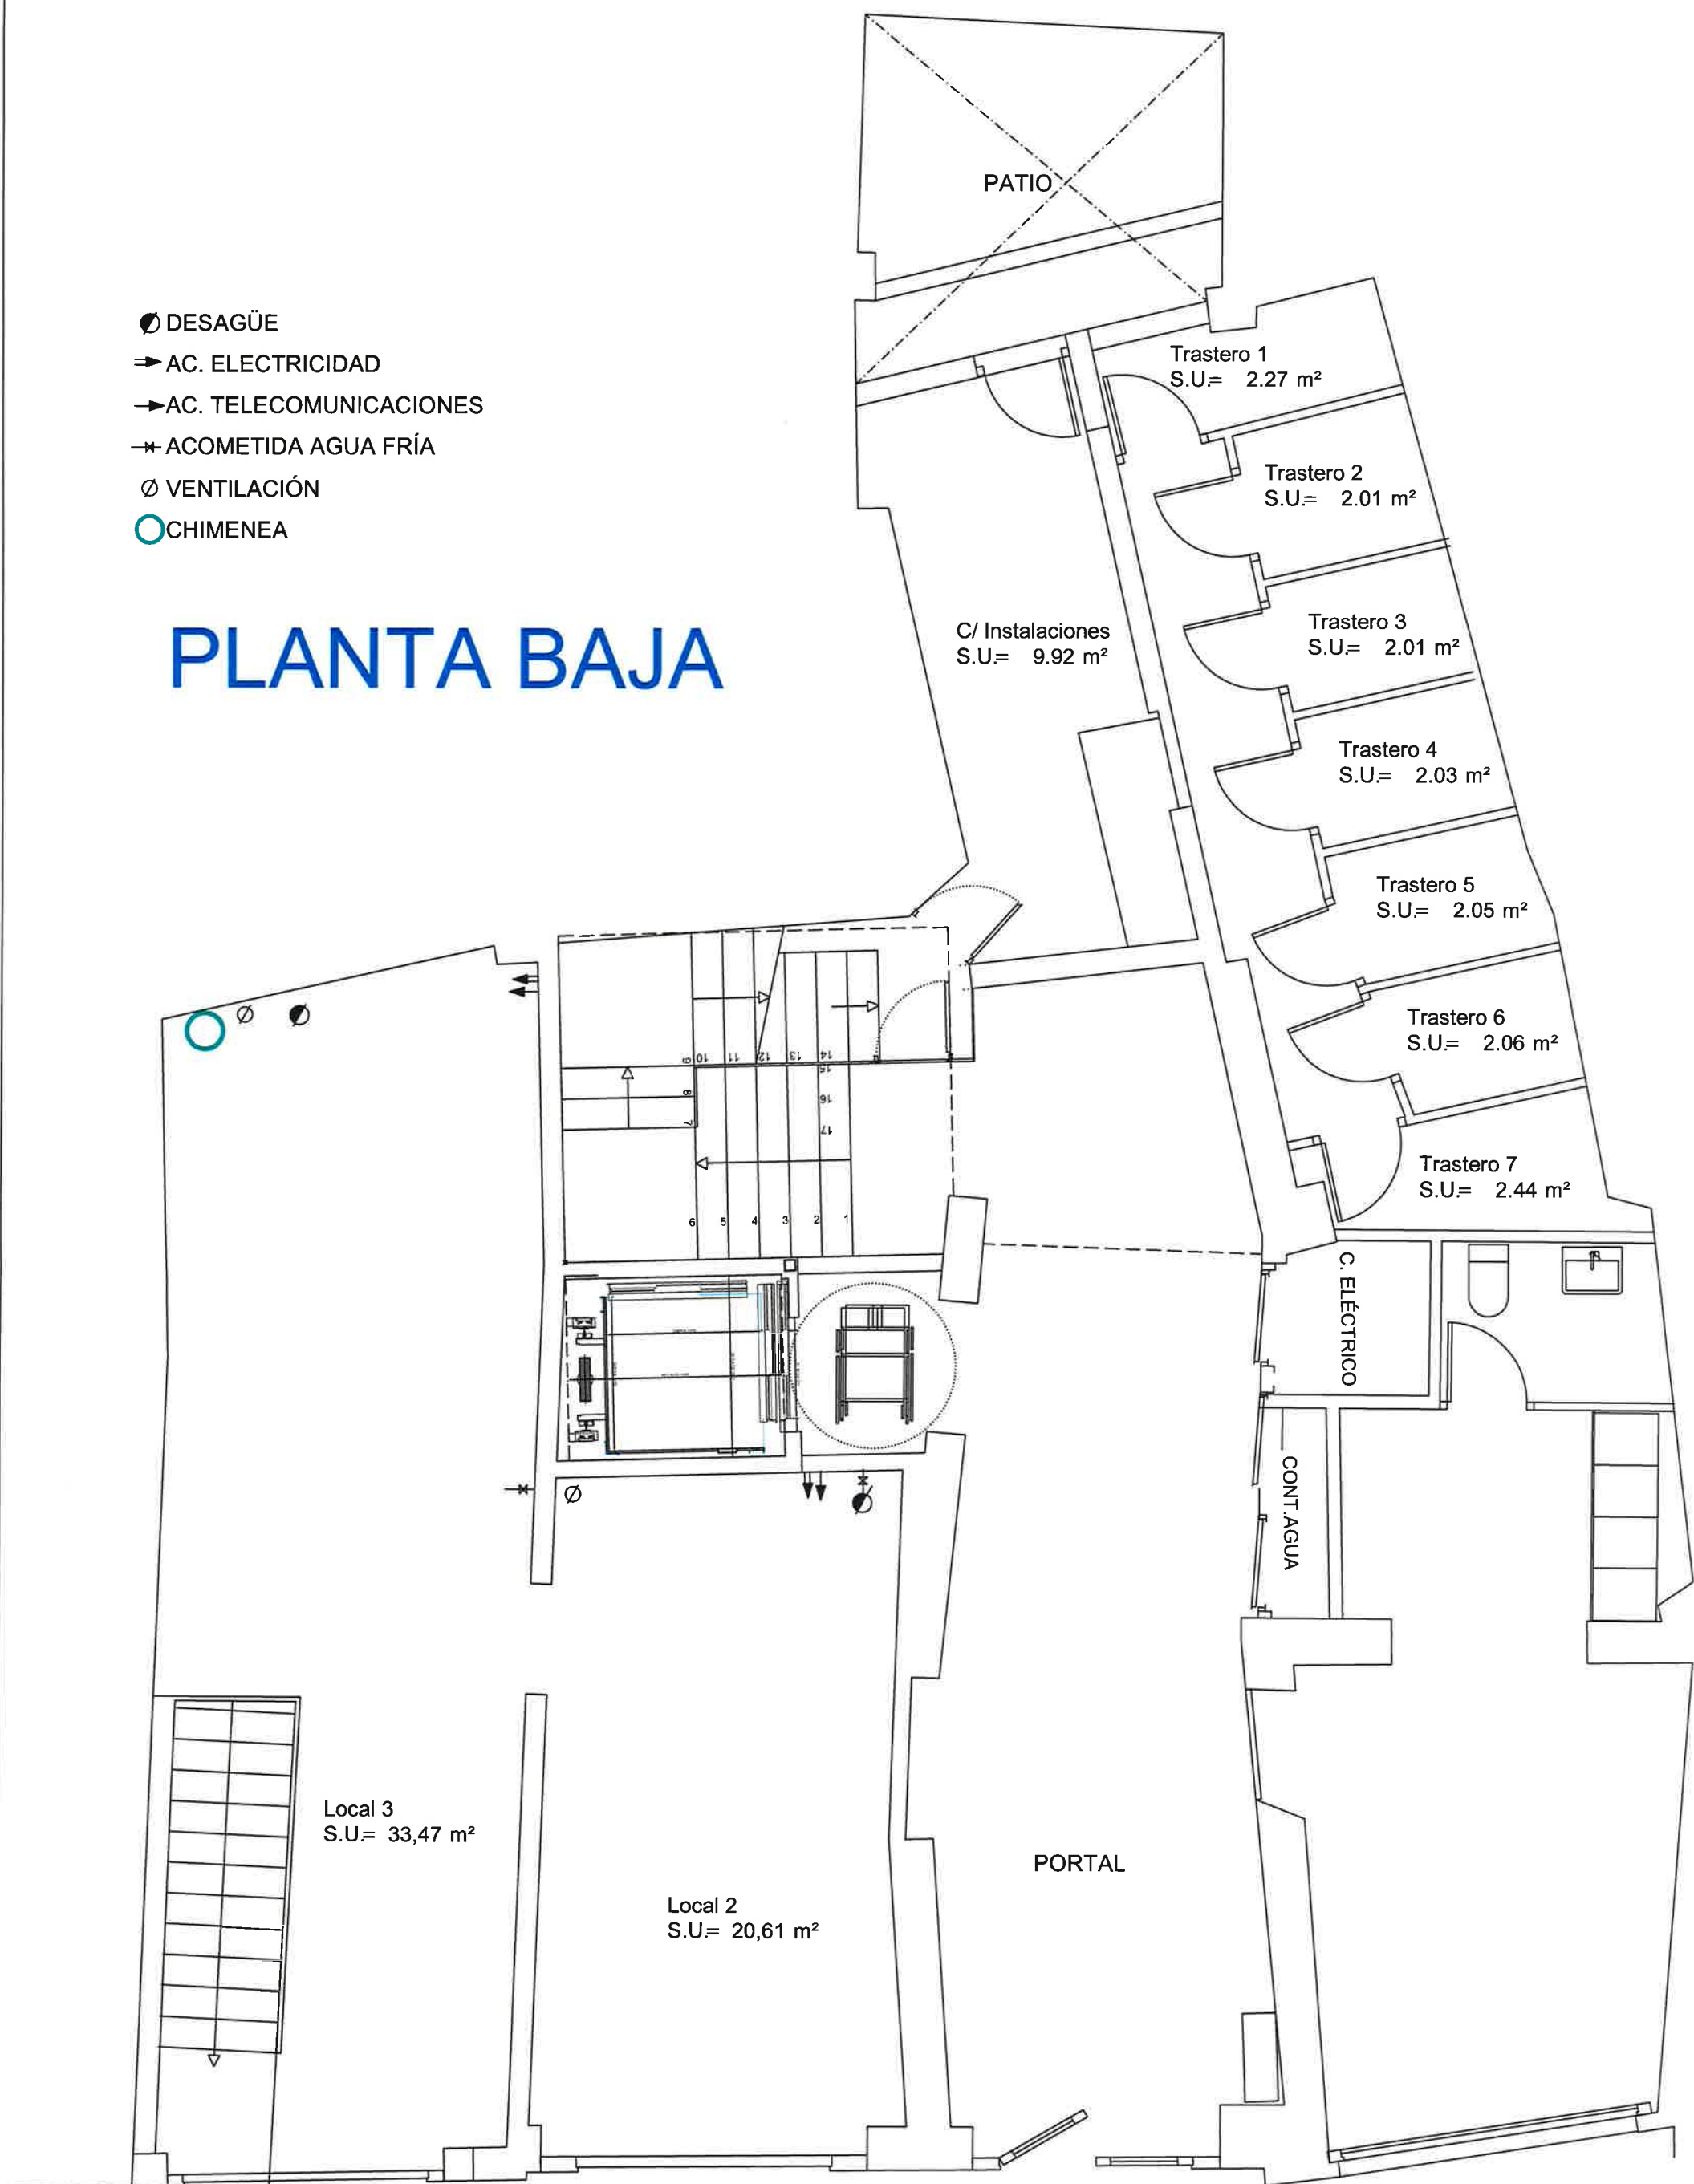 PATIO
DESAGÜE
AC. ELECTRICIDAD
AC. TELECOMUNICACIONES
ACOMETIDA AGUA FRÍA
VENTILACIÓN
CHIMENEA
PLANTA BAJA
Trastero 1
S.U.= 2.27 m²
Trastero 2
S.U.= 2.01 m²
C/ Instalaciones
S.U.= 9.92 m²
Trastero 3
S.U.= 2.01 m²
Trastero 4
S.U.= 2.03 m²
Trastero 5
S.U.= 2.05 m²
Trastero 6
S.U.= 2.06 m²
Trastero 7
S.U.= 2.44 m²
9 10 11 12 13 14
15
8 16
7 17
6 5 4 3 2 1
C. ELÉCTRICO
CONT.AGUA
Local 3
S.U.= 33,47 m²
PORTAL
Local 2
S.U.= 20,61 m²